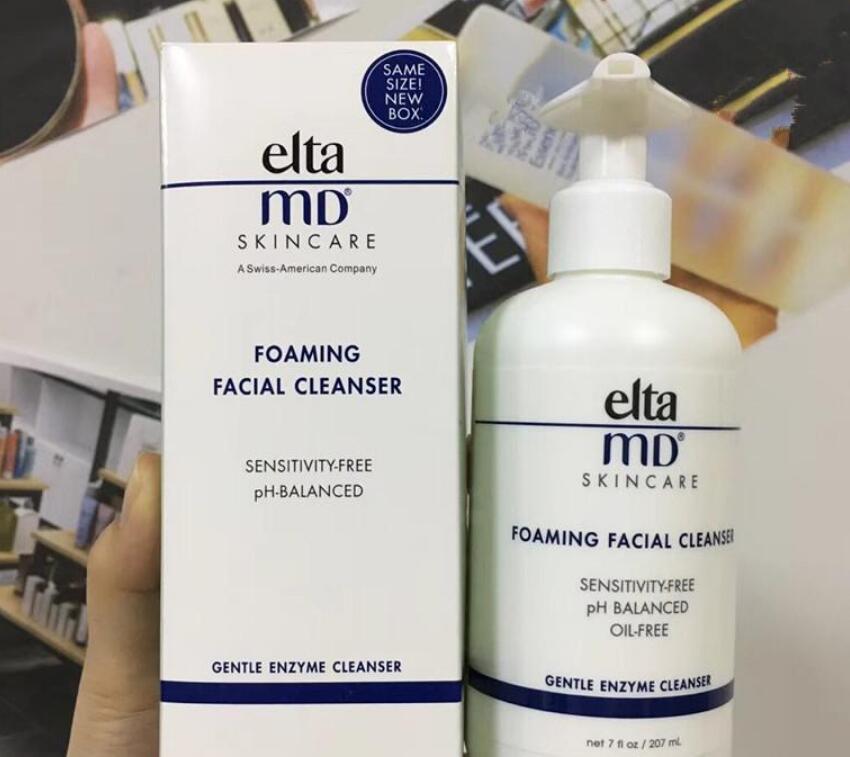 SAME
SIZE!
NEW
BOX.
elta
MD®
SKINCARE
A Swiss-American Company
FOAMING
FACIAL CLEANSER
SENSITIVITY-FREE
pH-BALANCED
GENTLE ENZYME CLEANSER
elta
MD®
SKINCARE
FOAMING FACIAL CLEANSER
SENSITIVITY-FREE
pH BALANCED
OIL-FREE
GENTLE ENZYME CLEANSER
net 7 fl oz / 207 mL